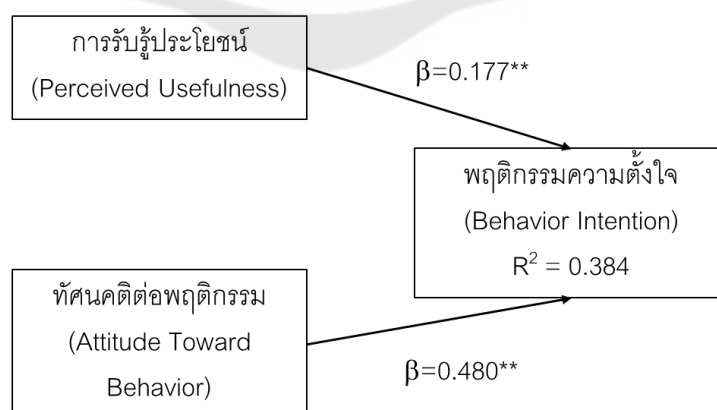 การรับรู้ประโยชน์
(Perceived Usefulness)
β=0.177**
พฤติกรรมความตั้งใจ
(Behavior Intention)
R² = 0.384
ทัศนคติต่อพฤติกรรม
(Attitude Toward
Behavior)
β=0.480**